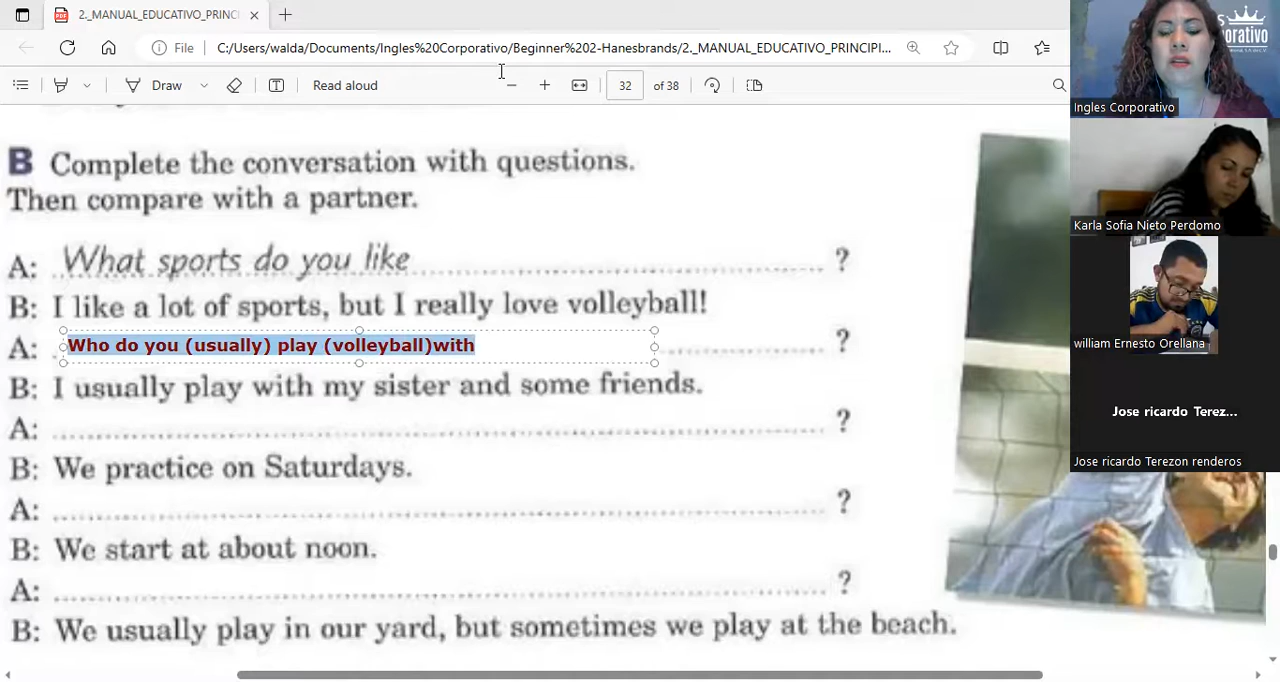 2._MANUAL_EDUCATIVO_PRINCI
File
C:/Users/walda/Documents/Ingles%20Corporativo/Beginner%202-Hanesbrands/2._MANUAL_EDUCATIVO_PRINCIPI...
Draw
Read aloud
32 of 38
B Complete the conversation with questions.
Then compare with a partner.
A: What sports do you like ?
B: I like a lot of sports, but I really love volleyball!
A: Who do you (usually) play (volleyball)with ?
B: I usually play with my sister and some friends.
A: ?
B: We practice on Saturdays.
A: ?
B: We start at about noon.
A: ?
B: We usually play in our yard, but sometimes we play at the beach.
Ingles Corporativo
Karla Sofia Nieto Perdomo
william Ernesto Orellana
Jose ricardo Terez...
Jose ricardo Terezon renderos